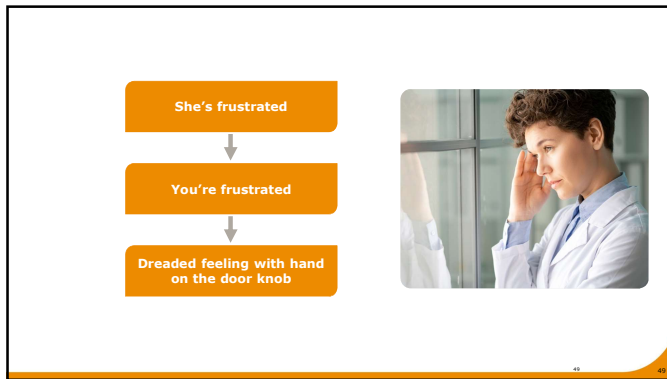 She's frustrated
You're frustrated
Dreaded feeling with hand
on the door knob
49
49